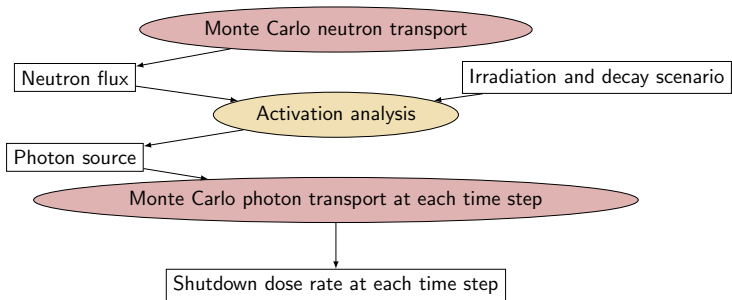 Monte Carlo neutron transport
Neutron flux
Irradiation and decay scenario
Activation analysis
Photon source
Monte Carlo photon transport at each time step
Shutdown dose rate at each time step